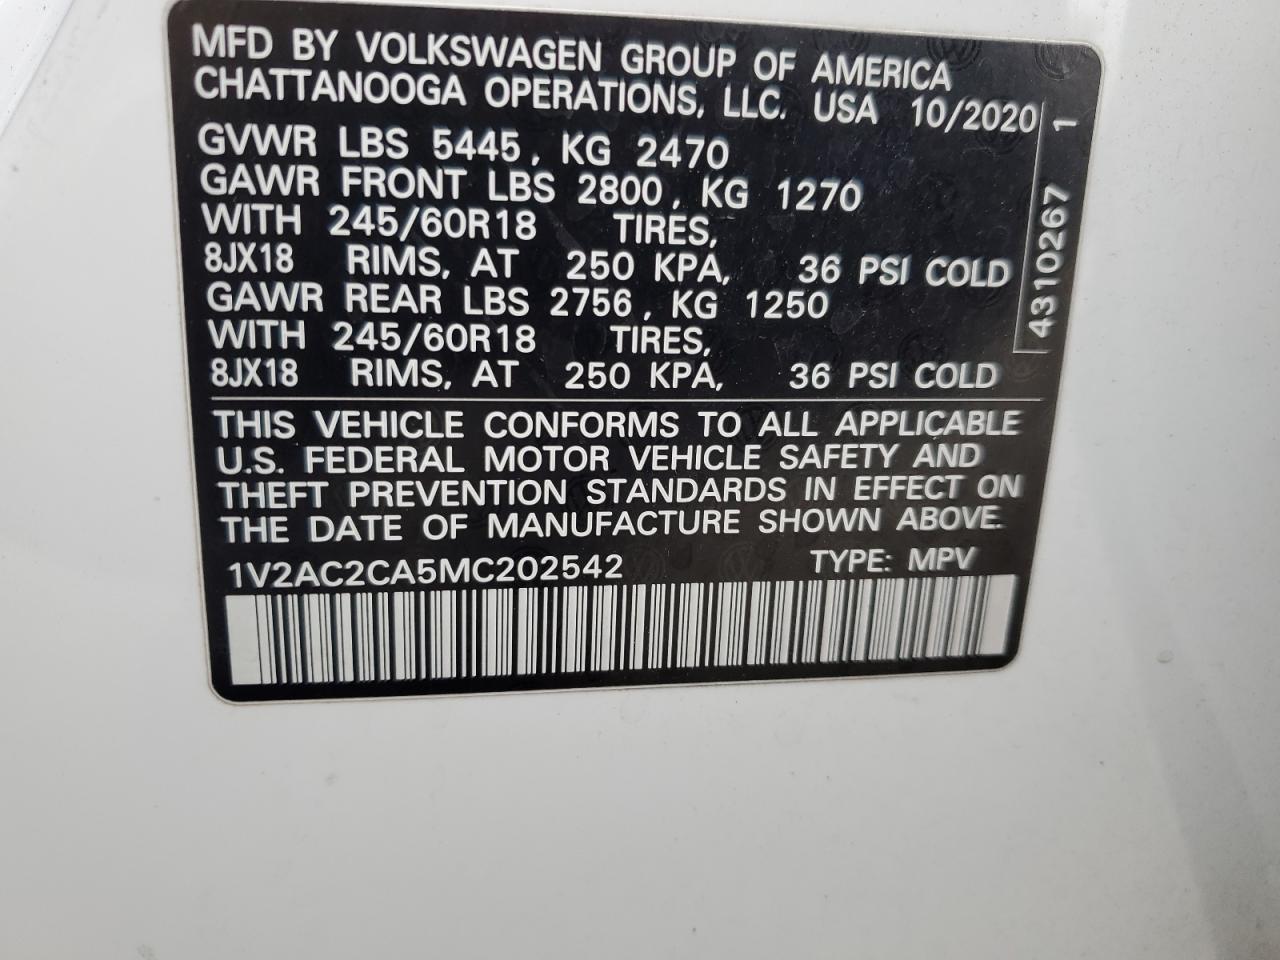 MFD BY VOLKSWAGEN GROUP OF AMERICA
CHATTANOOGA OPERATIONS, LLC. USA 10/2020
GVWR LBS 5445, KG 2470
GAWR FRONT LBS 2800, KG 1270
WITH 245/60R18 TIRES,
8JX18 RIMS, AT 250 KPA, 36 PSI COLD
GAWR REAR LBS 2756, KG 1250
WITH 245/60R18 TIRES,
8JX18 RIMS, AT 250 KPA, 36 PSI COLD
4310267 1
THIS VEHICLE CONFORMS TO ALL APPLICABLE
U.S. FEDERAL MOTOR VEHICLE SAFETY AND
THEFT PREVENTION STANDARDS IN EFFECT ON
THE DATE OF MANUFACTURE SHOWN ABOVE.
1V2AC2CA5MC202542 TYPE: MPV